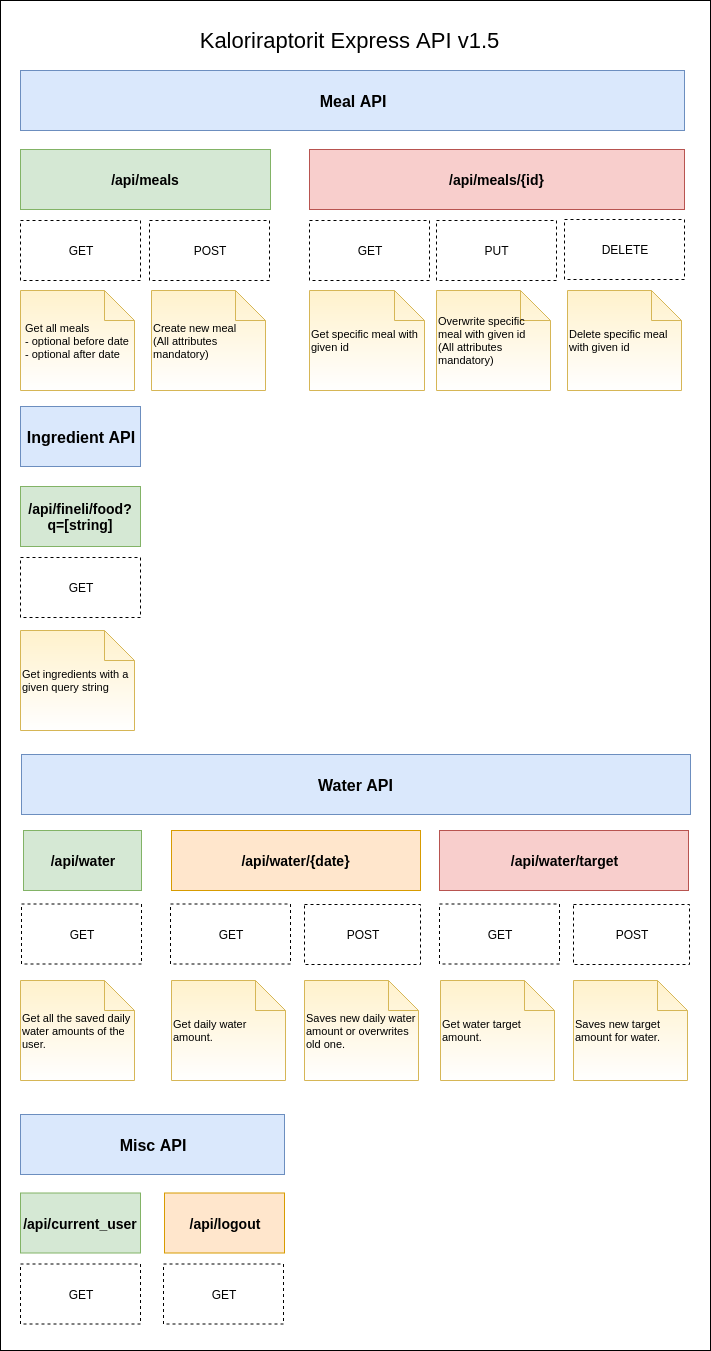 Kaloriraptorit Express API v1.5
Meal API
/api/meals
/api/meals/{id}
GET
POST
GET
PUT
DELETE
Get all meals
- optional before date
- optional after date
Create new meal
(All attributes
mandatory)
Get specific meal with
given id
Overwrite specific
meal with given id
(All attributes
mandatory)
Delete specific meal
with given id
Ingredient API
/api/fineli/food?
q=[string]
GET
Get ingredients with a
given query string
Water API
/api/water
/api/water/{date}
/api/water/target
GET
GET
POST
GET
POST
Get all the saved daily
water amounts of the
user.
Get daily water
amount.
Saves new daily water
amount or overwrites
old one.
Get water target
amount.
Saves new target
amount for water.
Misc API
/api/current_user
/api/logout
GET
GET